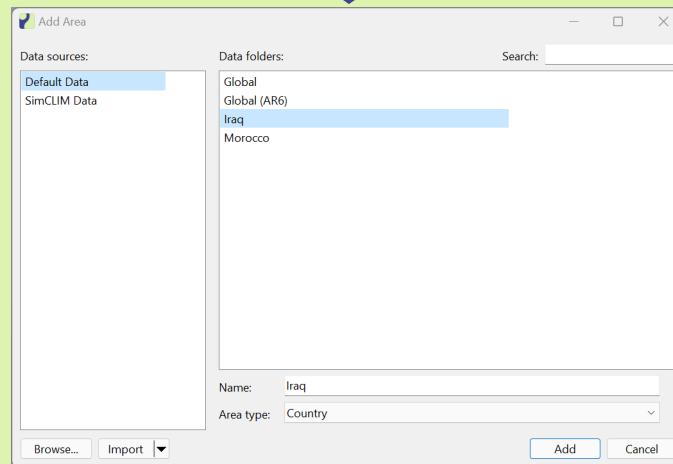 Add Area
Data sources:
Data folders:
Search:
Default Data
SimCLIM Data
Global
Global (AR6)
Iraq
Morocco
Name:
Iraq
Area type:
Country
Browse...
Import
Add
Cancel